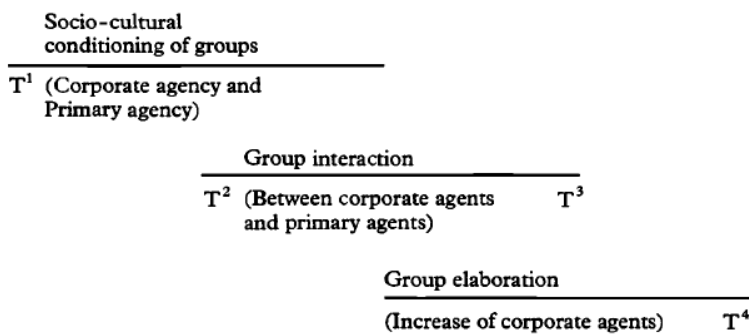 Socio-cultural
conditioning of groups
T¹ (Corporate agency and
Primary agency)
Group interaction
T² (Between corporate agents T³
and primary agents)
Group elaboration
(Increase of corporate agents) T⁴